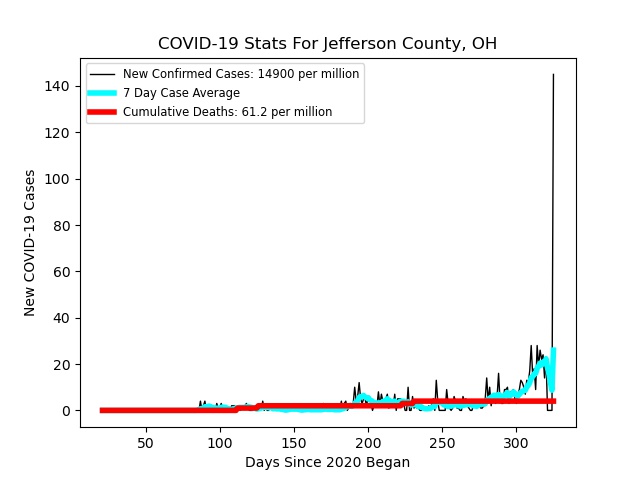 COVID-19 Stats For Jefferson County, OH
New Confirmed Cases: 14900 per million
7 Day Case Average
Cumulative Deaths: 61.2 per million
New COVID-19 Cases
140
120
100
80
60
40
20
0
50 100 150 200 250 300
Days Since 2020 Began